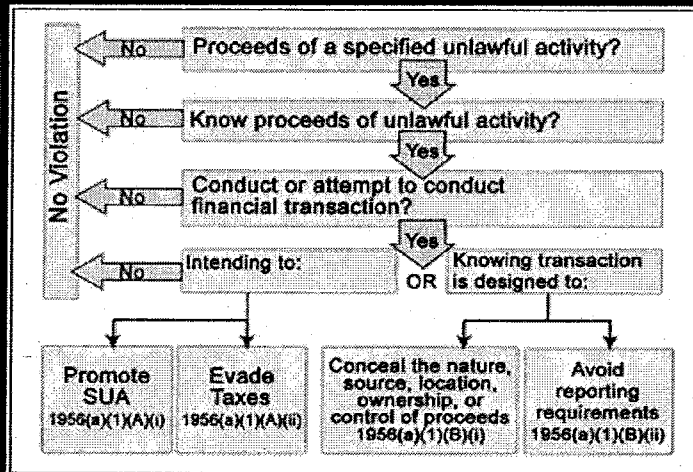 No Violation
No
Proceeds of a specified unlawful activity?
Yes
No
Know proceeds of unlawful activity?
Yes
No
Conduct or attempt to conduct
financial transaction?
Yes
No
Intending to:
OR
Knowing transaction
is designed to:
Promote
SUA
1956(a)(1)(A)(i)
Evade
Taxes
1956(a)(1)(A)(ii)
Conceal the nature,
source, location,
ownership, or
control of proceeds
1956(a)(1)(B)(i)
Avoid
reporting
requirements
1956(a)(1)(B)(ii)